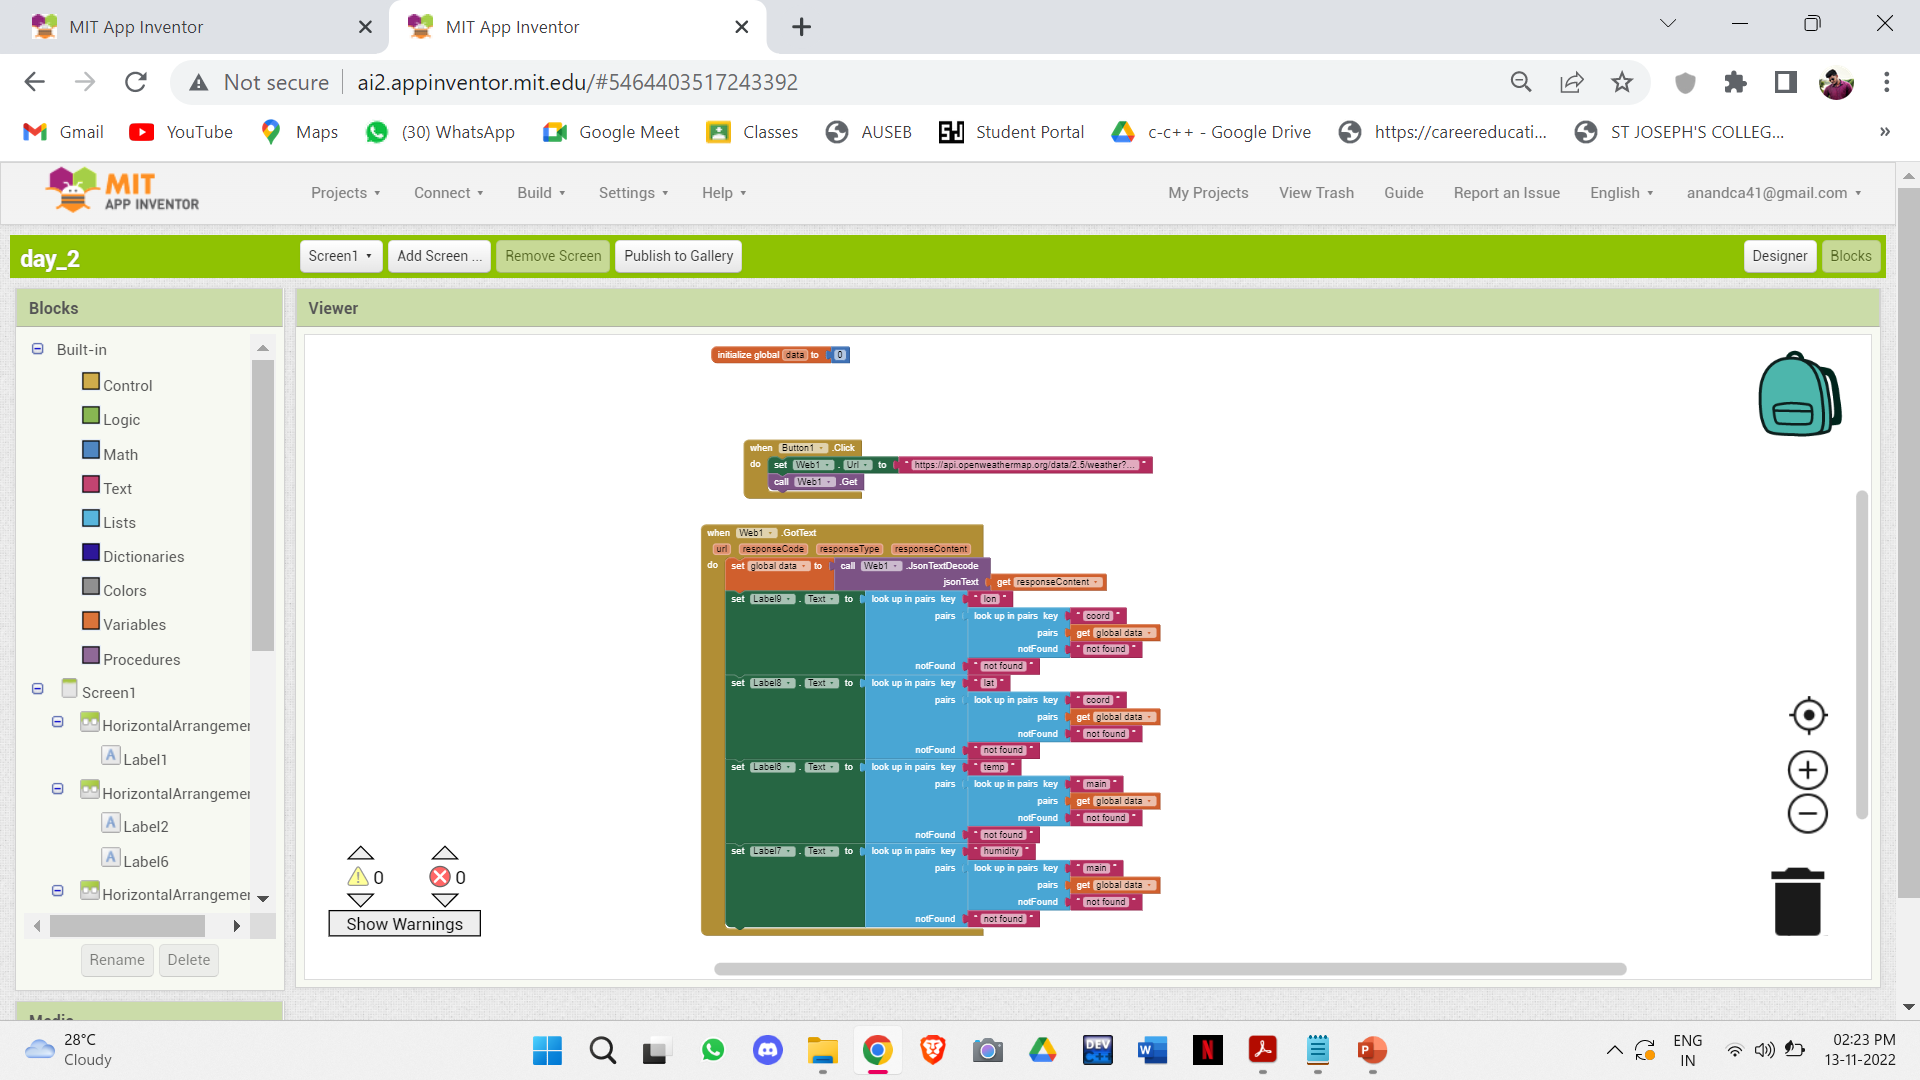 MIT App Inventor
MIT App Inventor
Not secure ai2.appinventor.mit.edu/#5464403517243392
Gmail YouTube Maps (30) WhatsApp Google Meet Classes AUSEB Student Portal c-c++ - Google Drive https://careereducati... ST JOSEPH'S COLLEG... »
MIT
APP INVENTOR
Projects Connect Build Settings Help My Projects View Trash Guide Report an Issue English anandca41@gmail.com
day_2 Screen1 Add Screen ... Remove Screen Publish to Gallery Designer Blocks
Blocks
Viewer
Built-in
Control
Logic
Math
Text
Lists
Dictionaries
Colors
Variables
Procedures
Screen1
HorizontalArrangemer
Label1
HorizontalArrangemer
Label2
Label6
HorizontalArrangemer
Rename Delete
initialize global data to 0
when Button1 .Click
do set Web1 . Url to " https://api.openweathermap.org/data/2.5/weather?... "
call Web1 .Get
when Web1 .GotText
url responseCode responseType responseContent
do set global data to call Web1 .JsonTextDecode
jsonText get responseContent
set Label9 . Text to look up in pairs key " lon "
pairs look up in pairs key " coord "
pairs get global data
notFound " not found "
notFound " not found "
set Label8 . Text to look up in pairs key " lat "
pairs look up in pairs key " coord "
pairs get global data
notFound " not found "
notFound " not found "
set Label6 . Text to look up in pairs key " temp "
pairs look up in pairs key " main "
pairs get global data
notFound " not found "
notFound " not found "
set Label7 . Text to look up in pairs key " humidity "
pairs look up in pairs key " main "
pairs get global data
notFound " not found "
notFound " not found "
0 0
Show Warnings
28°C
Cloudy
DEV
C++
W
N
P
ENG
IN
02:23 PM
13-11-2022